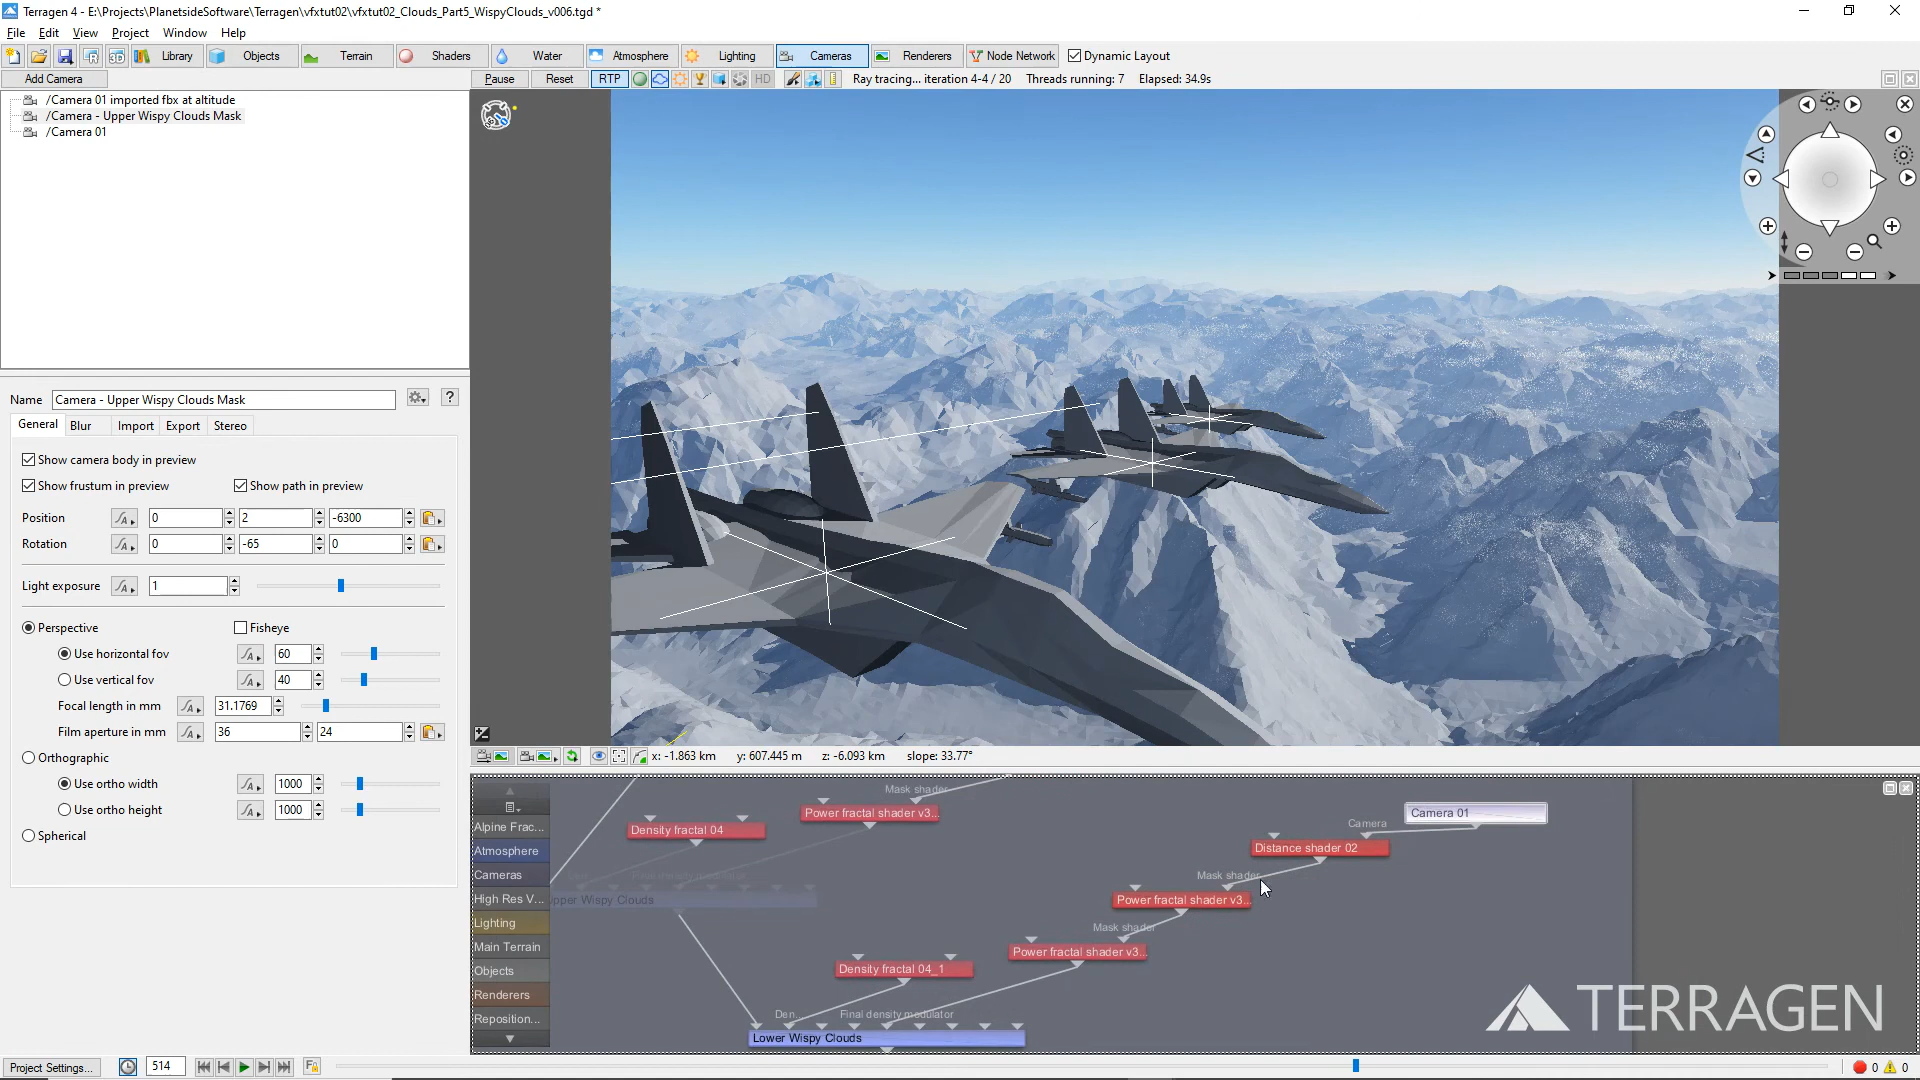 Terragen 4 - E:\Projects\PlanetsideSoftware\Terragen\vfxtut02\vfxtut02_Clouds_Part5_WispyClouds_v006.tgd *
File Edit View Project Window Help
Library Objects Terrain Shaders Water Atmosphere Lighting Cameras Renderers Node Network Dynamic Layout
Add Camera Pause Reset RTP HD Ray tracing... iteration 4-4 / 20 Threads running: 7 Elapsed: 34.9s
/Camera 01 imported fbx at altitude
/Camera - Upper Wispy Clouds Mask
/Camera 01
Name Camera - Upper Wispy Clouds Mask ?
General Blur Import Export Stereo
Show camera body in preview
Show frustum in preview Show path in preview
Position 0 2 -6300
Rotation 0 -65 0
Light exposure 1
Perspective Fisheye
Use horizontal fov 60
Use vertical fov 40
Focal length in mm 31.1769
Film aperture in mm 36 24
Orthographic
Use ortho width 1000
Use ortho height 1000
Spherical
x: -1.863 km y: 607.445 m z: -6.093 km slope: 33.77°
Alpine Frac...
Atmosphere
Cameras
High Res V...
Lighting
Main Terrain
Objects
Renderers
Reposition...
Mask shader
Power fractal shader v3...
Density fractal 04
Camera 01
Camera
Distance shader 02
Final density modulator
Upper Wispy Clouds
Mask shader
Power fractal shader v3...
Mask shader
Power fractal shader v3...
Density fractal 04_1
Den... Final density modulator
Lower Wispy Clouds
TERRAGEN
Project Settings... 514 0 0